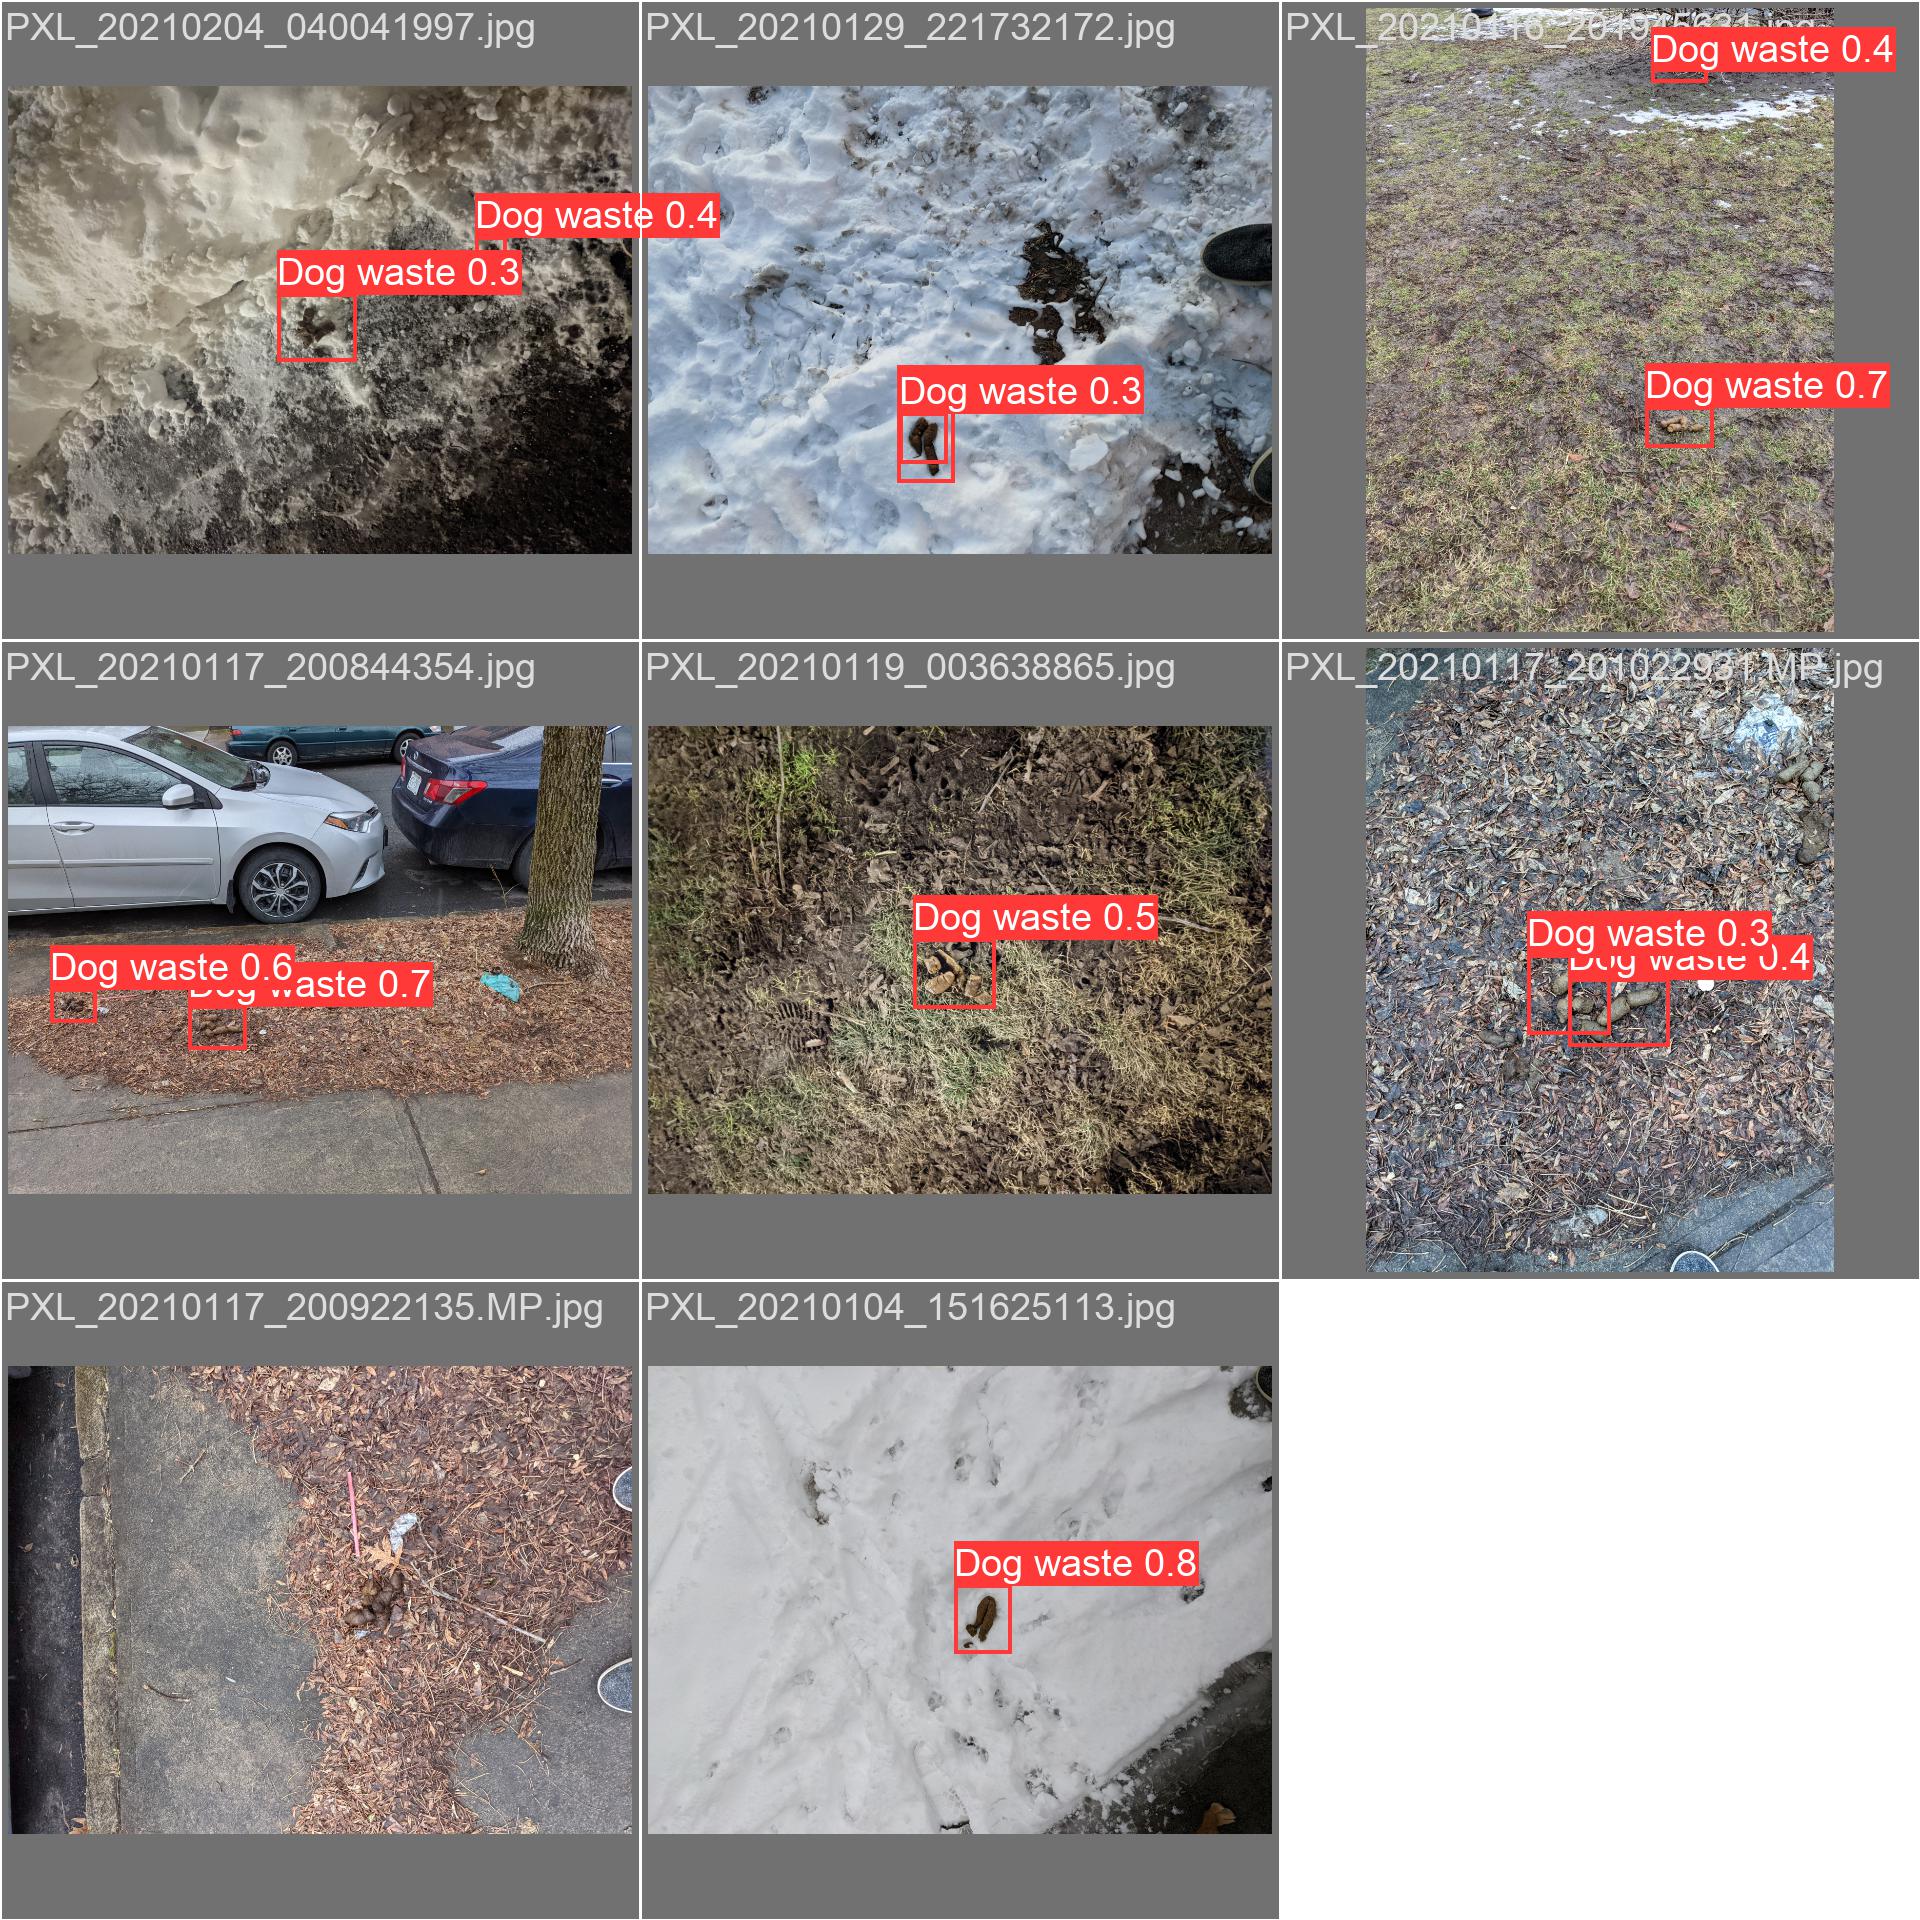 PXL_20210204_040041997.jpg
PXL_20210129_221732172.jpg
Dog waste 0.4
Dog waste 0.4
Dog waste 0.3
Dog waste 0.3
Dog waste 0.7
PXL_20210117_200844354.jpg
PXL_20210119_003638865.jpg
PXL_20210117_201022931.MP.jpg
Dog waste 0.5
Dog waste 0.3
Dog waste 0.4
Dog waste 0.6
Dog waste 0.7
PXL_20210117_200922135.MP.jpg
PXL_20210104_151625113.jpg
Dog waste 0.8